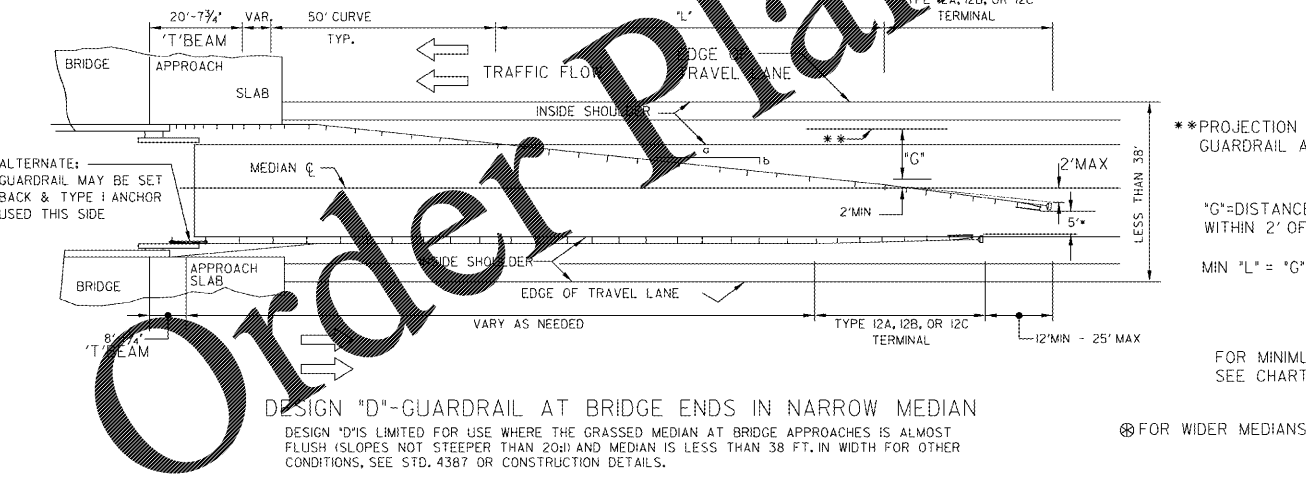 20'-7¾" VAR. 50' CURVE "L" TYPE 12A, 12B, OR 12C
'T'BEAM TYP. TERMINAL
BRIDGE APPROACH
SLAB
TRAFFIC FLOW
EDGE OF
TRAVEL LANE
INSIDE SHOULDER
**
"G"
a
b
LESS THAN 38'
**PROJECTION
GUARDRAIL A
ALTERNATE:
GUARDRAIL MAY BE SET
BACK & TYPE 1 ANCHOR
USED THIS SIDE
MEDIAN ℄
2'MAX
2'MIN
5'*
"G"=DISTANCE
WITHIN 2' OF
MIN "L" = "G"
INSIDE SHOULDER
APPROACH
SLAB
BRIDGE
EDGE OF TRAVEL LANE
'T'BEAM
VARY AS NEEDED
TYPE 12A, 12B, OR 12C
TERMINAL
12'MIN - 25' MAX
FOR MINIMU
SEE CHART
DESIGN "D"-GUARDRAIL AT BRIDGE ENDS IN NARROW MEDIAN
DESIGN "D"IS LIMITED FOR USE WHERE THE GRASSED MEDIAN AT BRIDGE APPROACHES IS ALMOST
FLUSH (SLOPES NOT STEEPER THAN 20:1) AND MEDIAN IS LESS THAN 38 FT. IN WIDTH FOR OTHER
CONDITIONS, SEE STD. 4387 OR CONSTRUCTION DETAILS.
⊛FOR WIDER MEDIANS
Order Plan